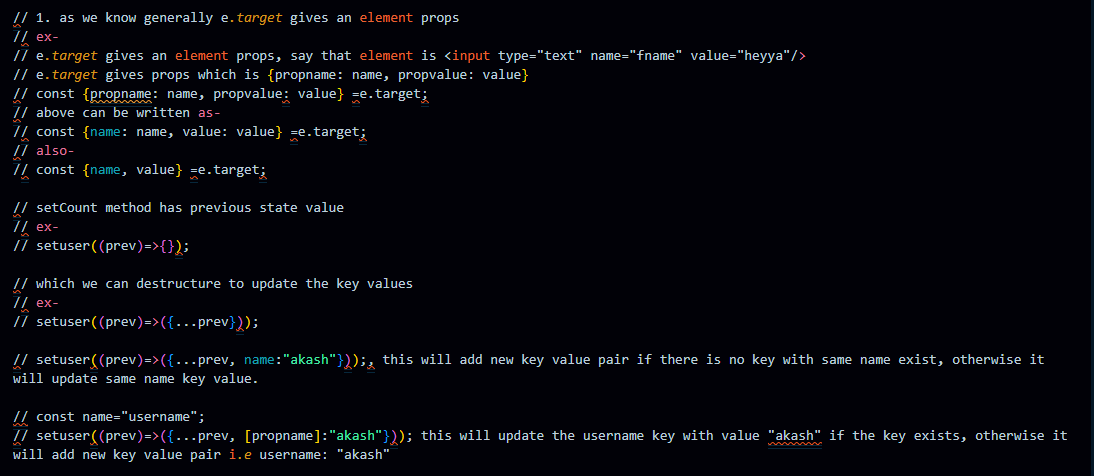 // 1. as we know generally e.target gives an element props
// ex-
// e.target gives an element props, say that element is <input type="text" name="fname" value="heyya"/>
// e.target gives props which is {propname: name, propvalue: value}
// const {propname: name, propvalue: value} =e.target;
// above can be written as-
// const {name: name, value: value} =e.target;
// also-
// const {name, value} =e.target;
// setCount method has previous state value
// ex-
// setuser((prev)=>{});
// which we can destructure to update the key values
// ex-
// setuser((prev)=>({...prev}));
// setuser((prev)=>({...prev, name:"akash"}));, this will add new key value pair if there is no key with same name exist, otherwise it
will update same name key value.
// const name="username";
// setuser((prev)=>({...prev, [propname]:"akash"})); this will update the username key with value "akash" if the key exists, otherwise it
will add new key value pair i.e username: "akash"